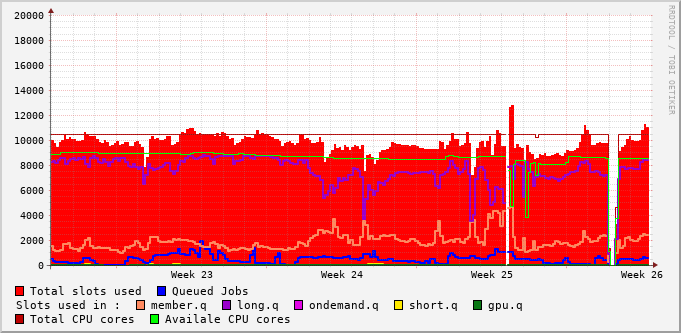 RRDTOOL / TOBI OETIKER
20000
18000
16000
14000
12000
10000
8000
6000
4000
2000
0
Week 23 Week 24 Week 25 Week 26
Total slots used Queued Jobs
Slots used in : member.q long.q ondemand.q short.q gpu.q
Total CPU cores Availale CPU cores